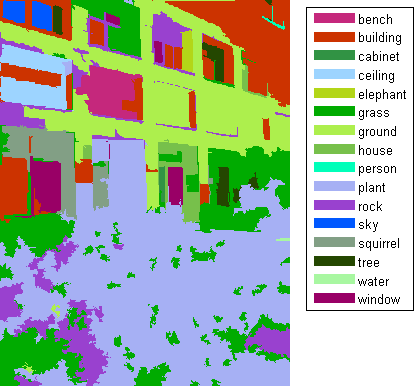 bench
building
cabinet
ceiling
elephant
grass
ground
house
person
plant
rock
sky
squirrel
tree
water
window